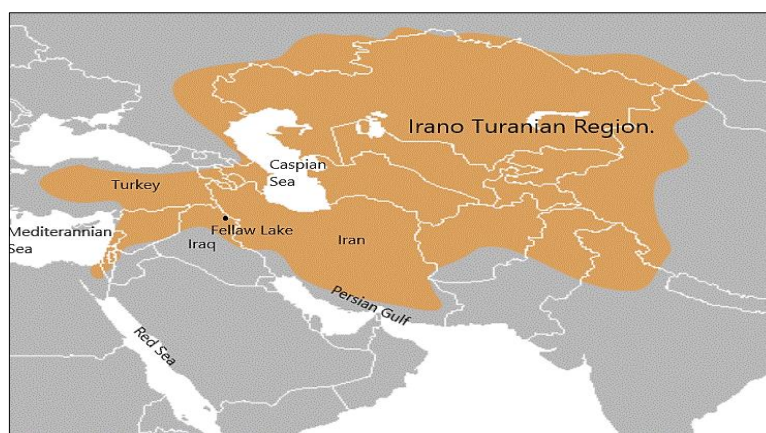 Irano Turanian Region.
Caspian
Sea
Turkey
Mediterannian
Sea
Fellaw Lake
Iraq
Iran
Persian Gulf
Red Sea